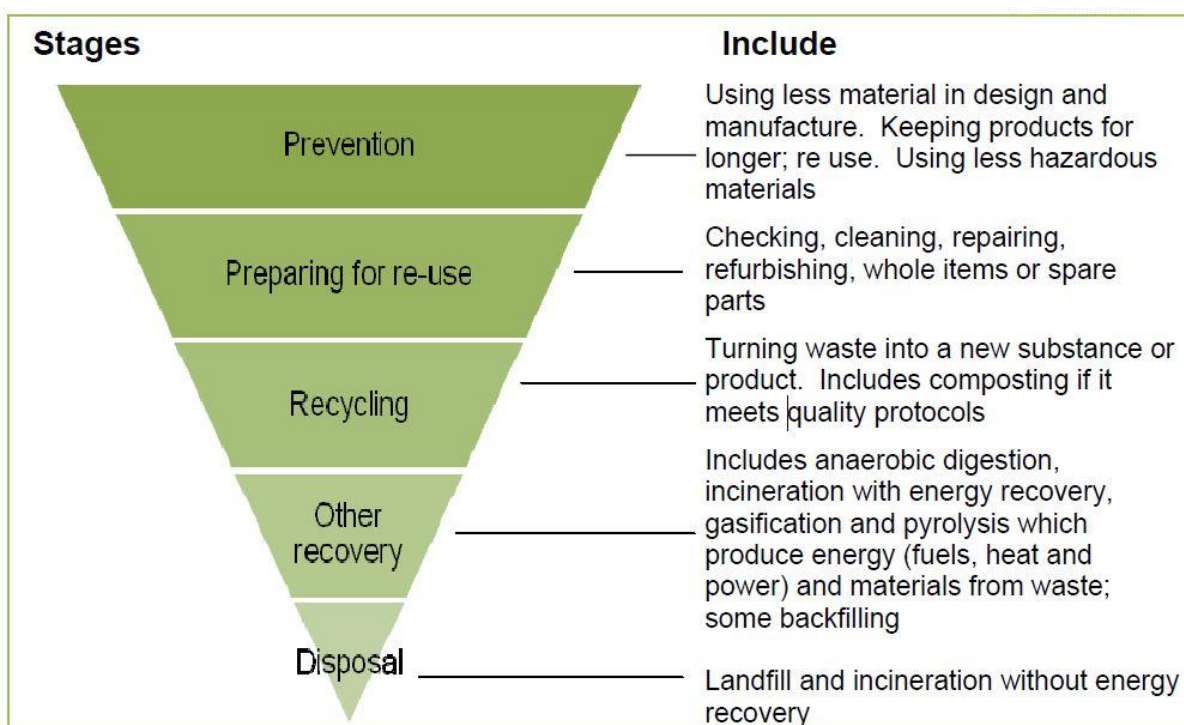 Stages
Include
Prevention
Using less material in design and
manufacture. Keeping products for
longer; re use. Using less hazardous
materials
Preparing for re-use
Checking, cleaning, repairing,
refurbishing, whole items or spare
parts
Recycling
Turning waste into a new substance or
product. Includes composting if it
meets quality protocols
Other
recovery
Includes anaerobic digestion,
incineration with energy recovery,
gasification and pyrolysis which
produce energy (fuels, heat and
power) and materials from waste;
some backfilling
Disposal
Landfill and incineration without energy
recovery